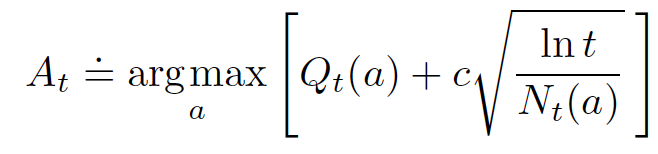 A_t ≐ argmax_a [ Q_t(a) + c √( ln t / N_t(a) ) ]